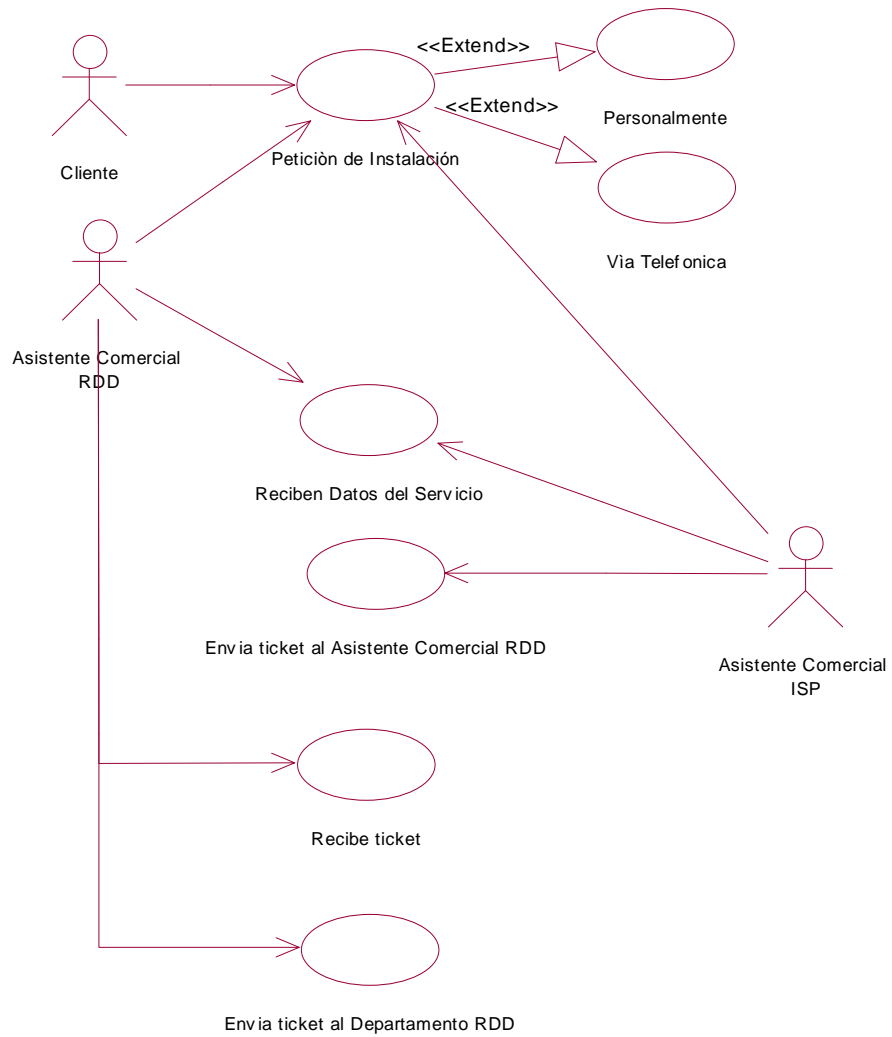 <<Extend>>
<<Extend>>
Personalmente
Cliente
Peticiòn de Instalación
Vìa Telefonica
Asistente Comercial
RDD
Reciben Datos del Servicio
Envia ticket al Asistente Comercial RDD
Asistente Comercial
ISP
Recibe ticket
Envia ticket al Departamento RDD